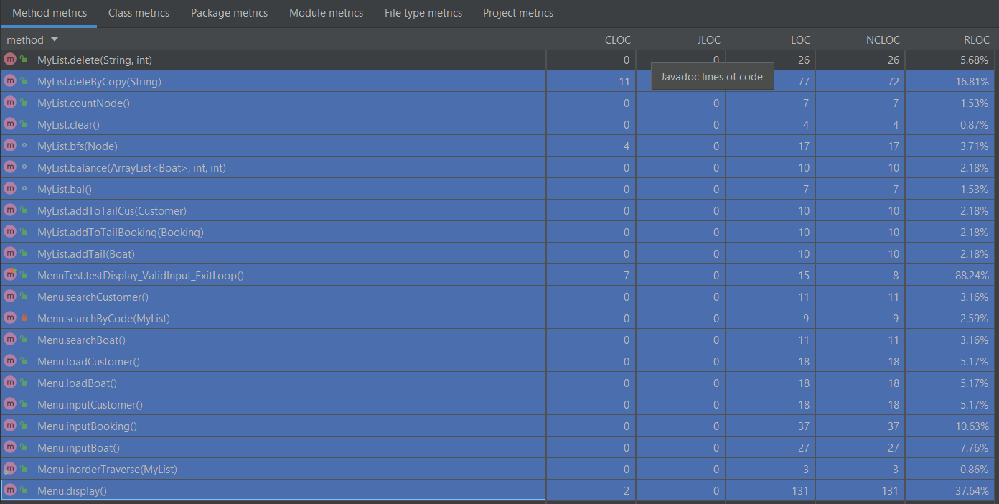 Method metrics Class metrics Package metrics Module metrics File type metrics Project metrics
method CLOC JLOC LOC NCLOC RLOC
m MyList.delete(String, int) 0 0 26 26 5.68%
Javadoc lines of code
m MyList.deleByCopy(String) 11 77 72 16.81%
m MyList.countNode() 0 0 7 7 1.53%
m MyList.clear() 0 0 4 4 0.87%
m MyList.bfs(Node) 4 0 17 17 3.71%
m MyList.balance(ArrayList<Boat>, int, int) 0 0 10 10 2.18%
m MyList.bal() 0 0 7 7 1.53%
m MyList.addToTailCus(Customer) 0 0 10 10 2.18%
m MyList.addToTailBooking(Booking) 0 0 10 10 2.18%
m MyList.addTail(Boat) 0 0 10 10 2.18%
m MenuTest.testDisplay_ValidInput_ExitLoop() 7 0 15 8 88.24%
m Menu.searchCustomer() 0 0 11 11 3.16%
m Menu.searchByCode(MyList) 0 0 9 9 2.59%
m Menu.searchBoat() 0 0 11 11 3.16%
m Menu.loadCustomer() 0 0 18 18 5.17%
m Menu.loadBoat() 0 0 18 18 5.17%
m Menu.inputCustomer() 0 0 18 18 5.17%
m Menu.inputBooking() 0 0 37 37 10.63%
m Menu.inputBoat() 0 0 27 27 7.76%
m Menu.inorderTraverse(MyList) 0 0 3 3 0.86%
m Menu.display() 2 0 131 131 37.64%